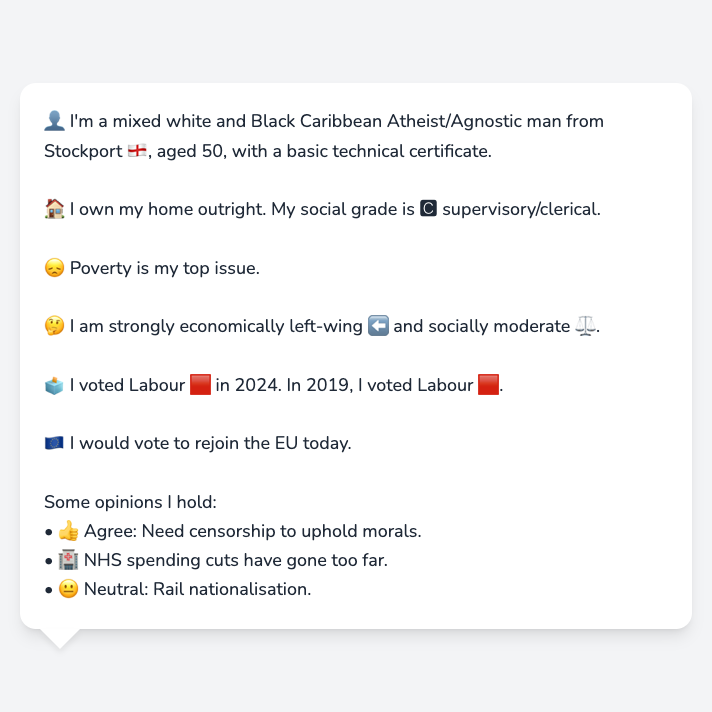 👤 I'm a mixed white and Black Caribbean Atheist/Agnostic man from
Stockport 🏴󠁧󠁢󠁥󠁮󠁧󠁿, aged 50, with a basic technical certificate.
🏠 I own my home outright. My social grade is 🅲 supervisory/clerical.
😞 Poverty is my top issue.
🤔 I am strongly economically left-wing ⬅️ and socially moderate ⚖️.
🗳️ I voted Labour 🟥 in 2024. In 2019, I voted Labour 🟥.
🇪🇺 I would vote to rejoin the EU today.
Some opinions I hold:
• 👍 Agree: Need censorship to uphold morals.
• 🏥 NHS spending cuts have gone too far.
• 😐 Neutral: Rail nationalisation.